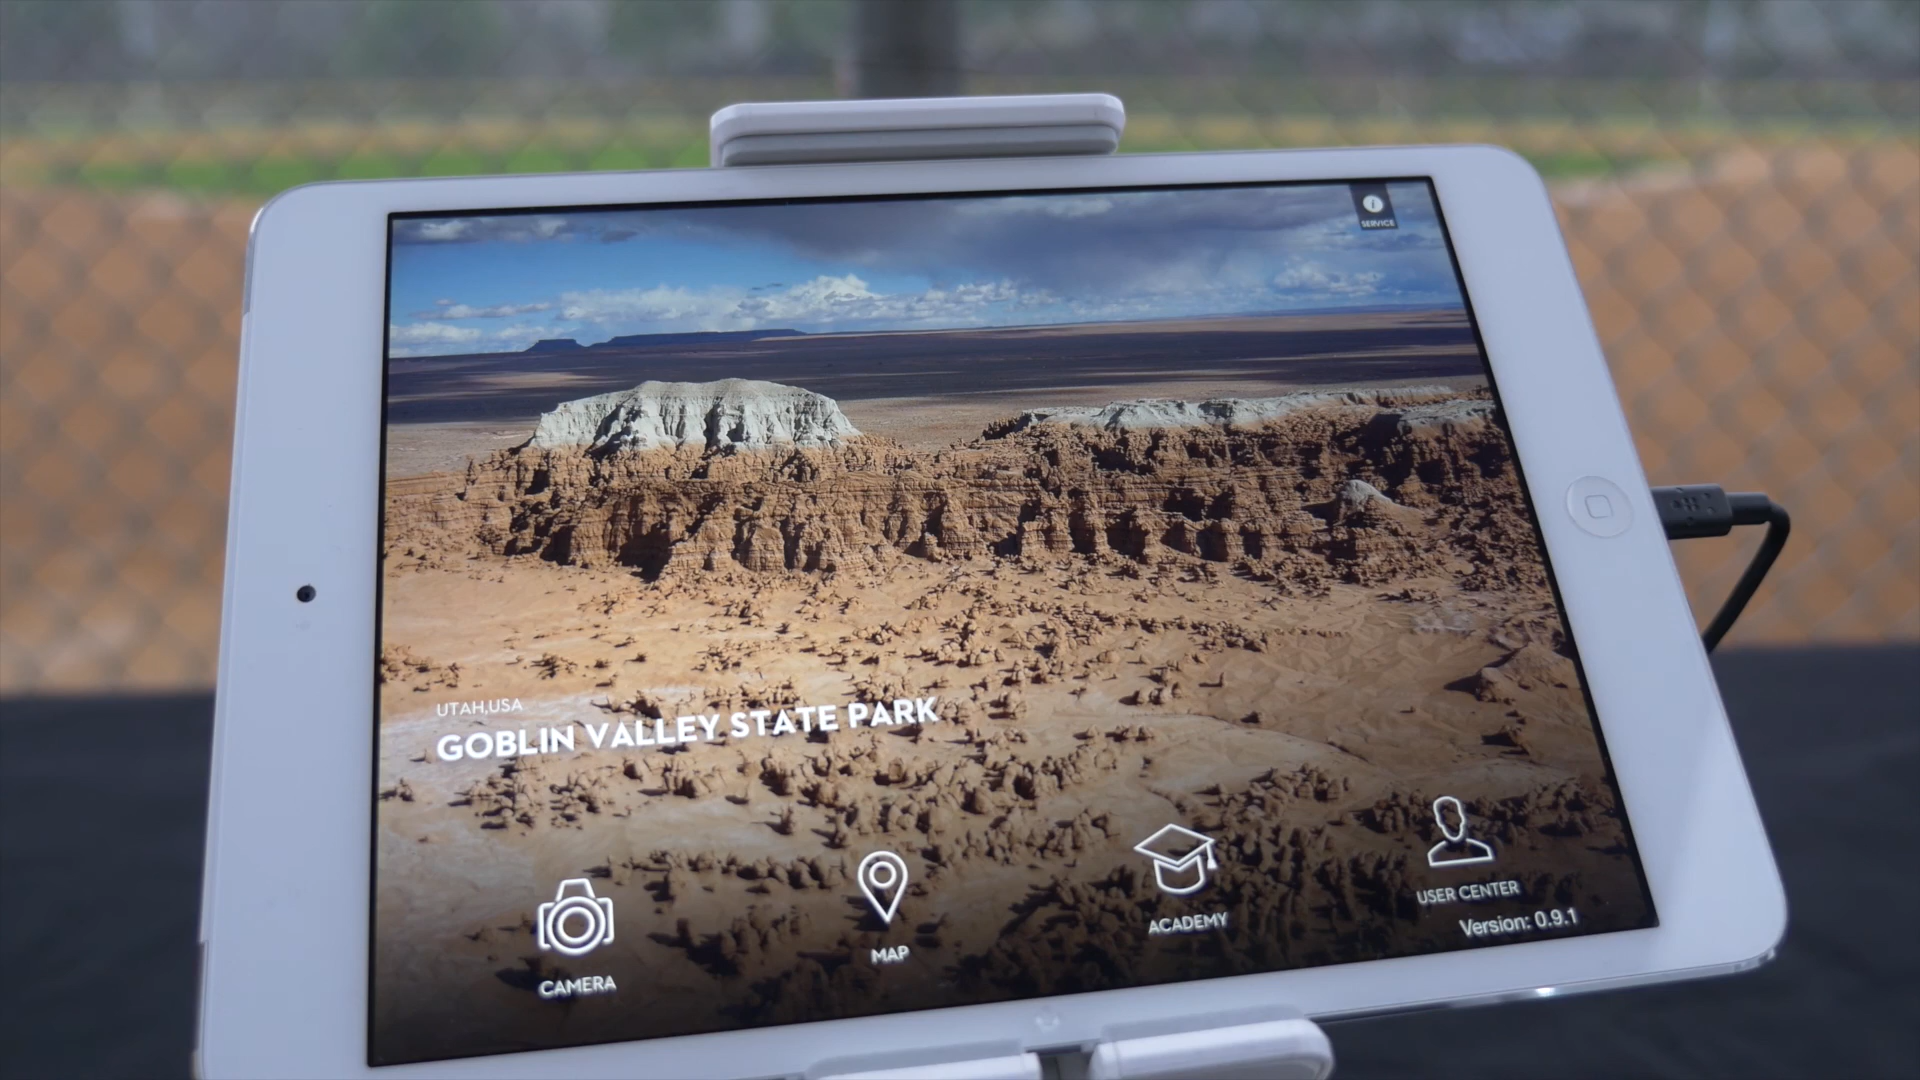 SERVICE
UTAH,USA
GOBLIN VALLEY STATE PARK
CAMERA
MAP
ACADEMY
USER CENTER
Version: 0.9.1